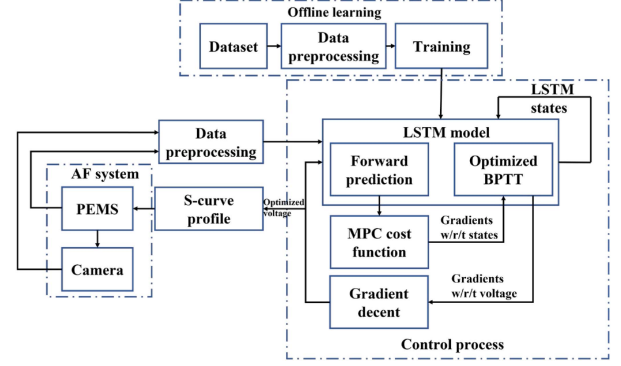 Offline learning
Dataset
Data
preprocessing
Training
LSTM
states
Data
preprocessing
LSTM model
Forward
prediction
Optimized
BPTT
AF system
PEMS
S-curve
profile
Optimized
voltage
MPC cost
function
Gradients
w/r/t states
Camera
Gradient
decent
Gradients
w/r/t voltage
Control process